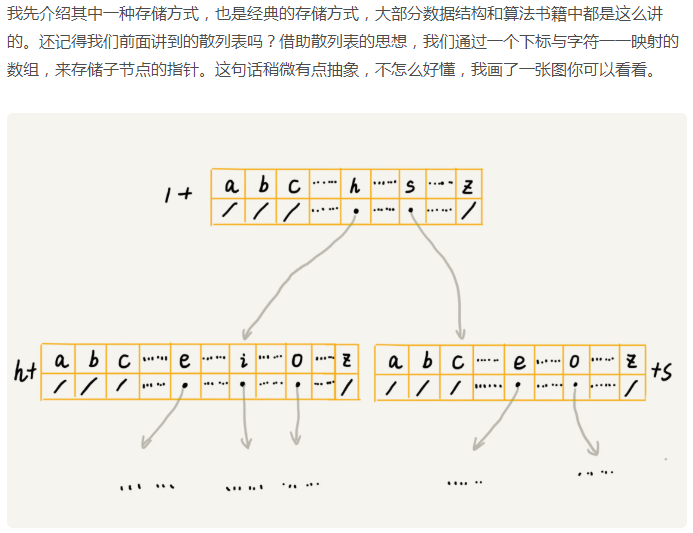 我先介绍其中一种存储方式，也是经典的存储方式，大部分数据结构和算法书籍中都是这么讲
的。还记得我们前面讲到的散列表吗？借助散列表的思想，我们通过一个下标与字符一一映射的
数组，来存储子节点的指针。这句话稍微有点抽象，不怎么好懂，我画了一张图你可以看看。
/+ a b c ...... h ...... s ...... z
/ / / ...... • ...... • ...... /
h+ a b c ...... e ...... i ...... o ...... z
/ / / ...... • ...... • ...... • ...... /
a b c ...... e ...... o ...... z +s
/ / / ...... • ...... • ...... /
...... ...... ...... ...... ......